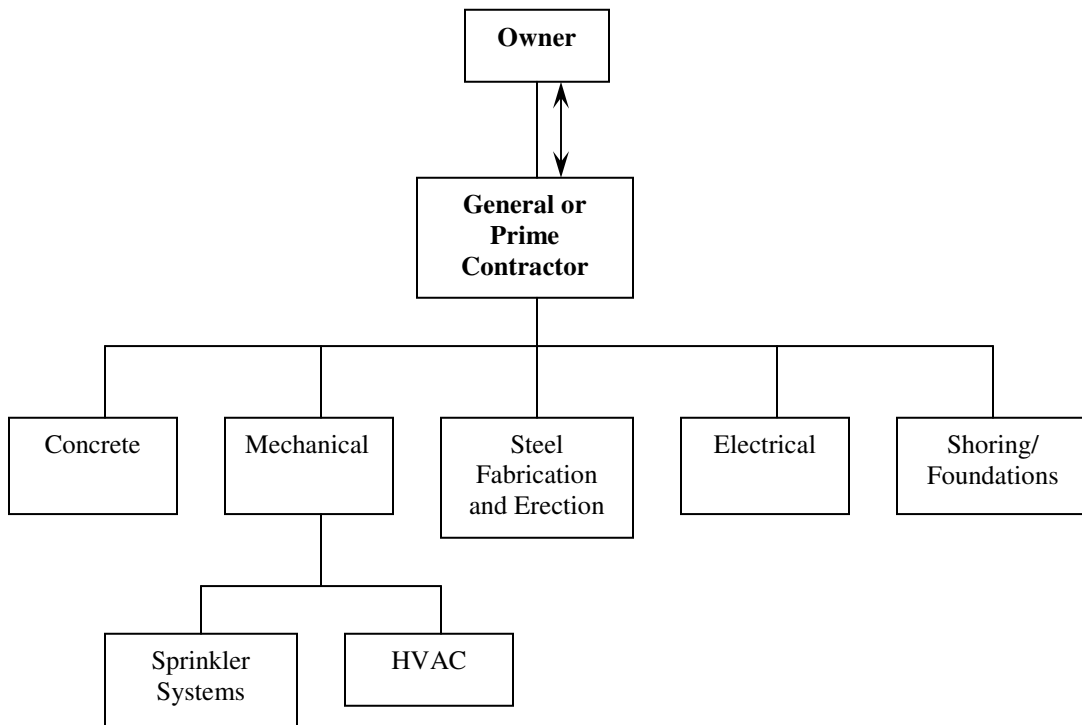 Owner
General or
Prime
Contractor
Concrete
Mechanical
Steel
Fabrication
and Erection
Electrical
Shoring/
Foundations
Sprinkler
Systems
HVAC